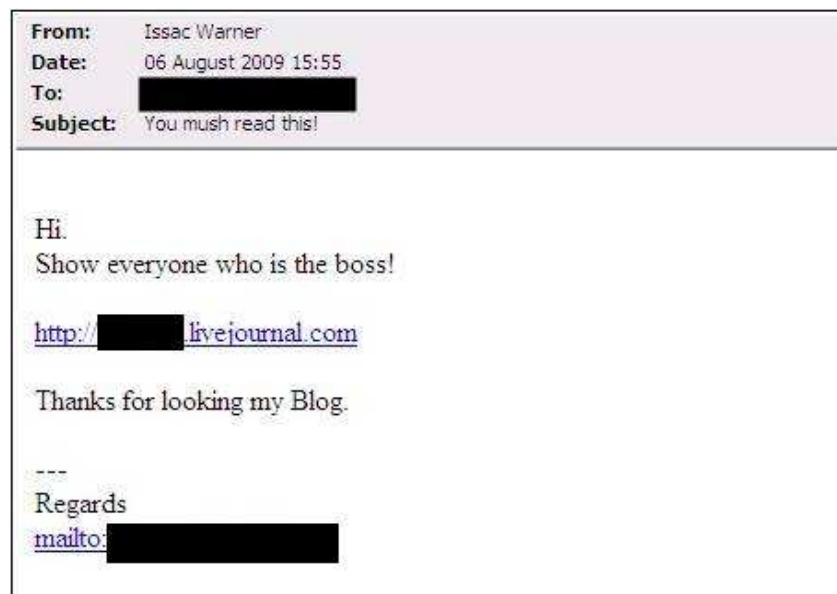 From: Issac Warner
Date: 06 August 2009 15:55
To:
Subject: You mush read this!
Hi.
Show everyone who is the boss!
http://.livejournal.com
Thanks for looking my Blog.
---
Regards
mailto: